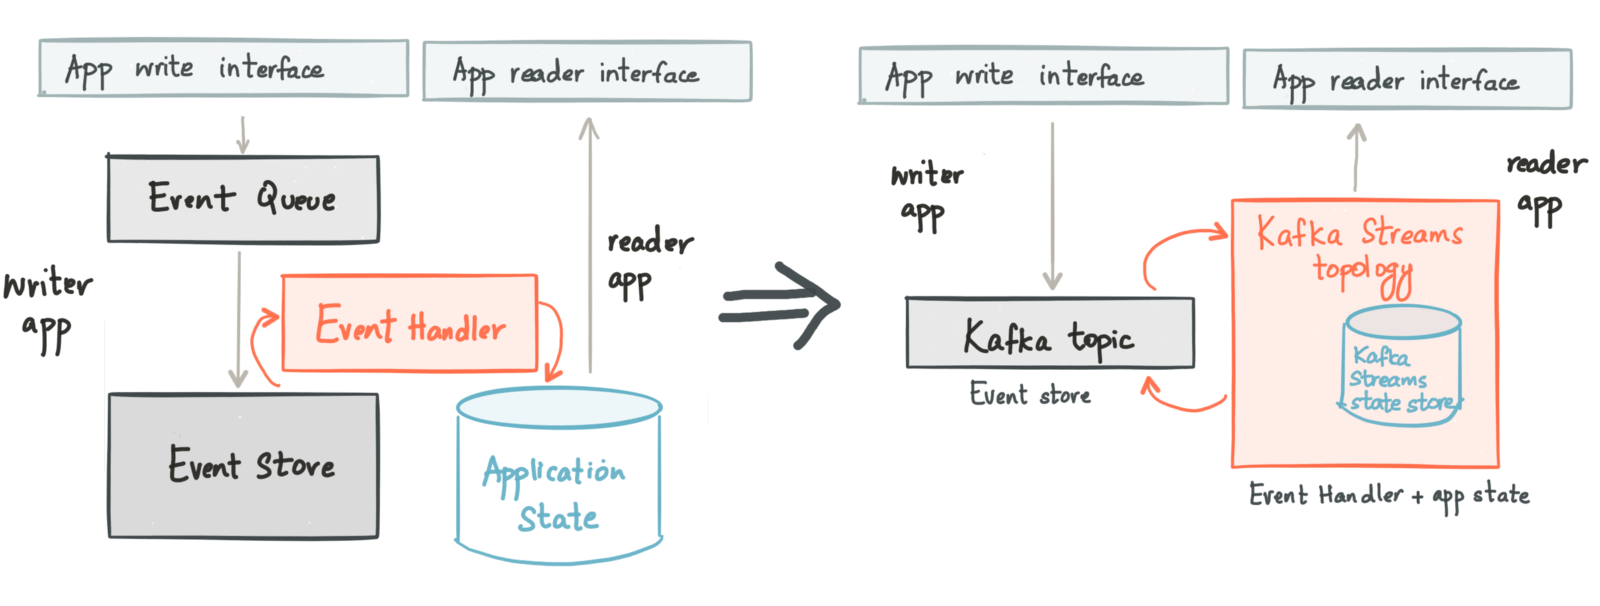 App write interface
App reader interface
Event Queue
writer
app
reader
app
Event Handler
Event Store
Application
State
App write interface
App reader interface
writer
app
reader
app
Kafka Streams
topology
Kafka topic
Event store
Kafka
Streams
state store
Event Handler + app state